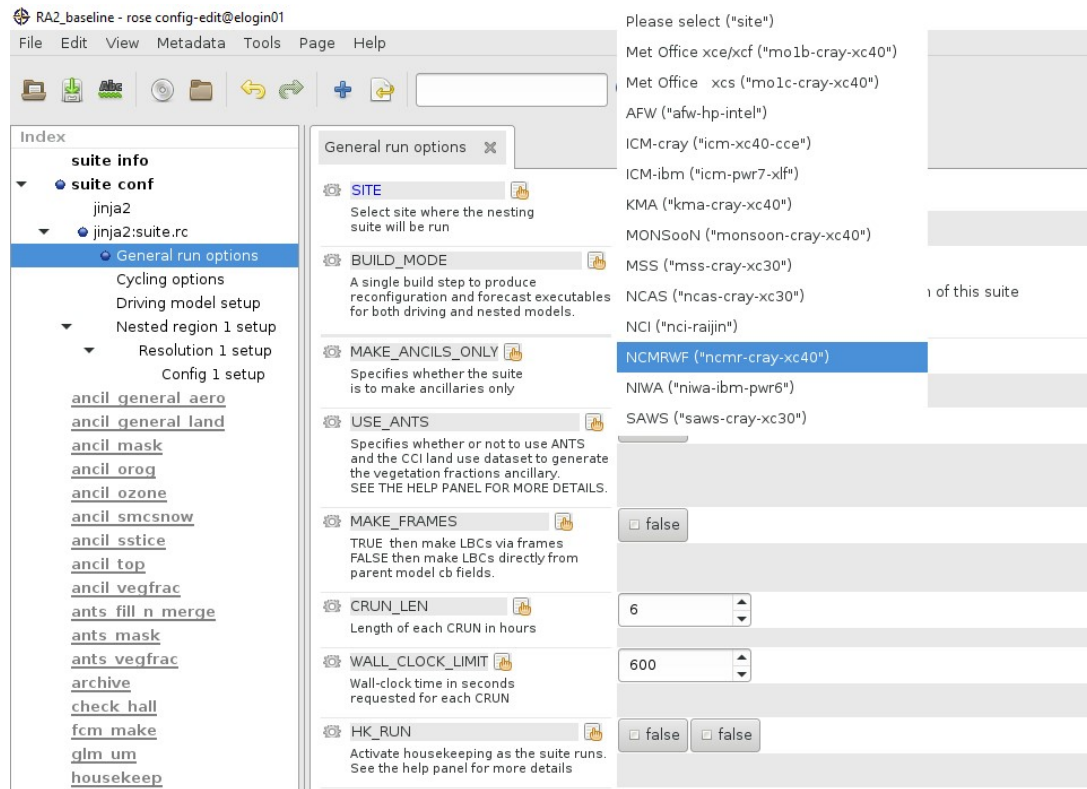 RA2_baseline - rose config-edit@elogin01
File Edit View Metadata Tools Page Help
Index
suite info
suite conf
jinja2
jinja2:suite.rc
General run options
Cycling options
Driving model setup
Nested region 1 setup
Resolution 1 setup
Config 1 setup
ancil_general_aero
ancil_general_land
ancil_mask
ancil_orog
ancil_ozone
ancil_smcsnow
ancil_sstice
ancil_top
ancil_vegfrac
ants_fill_n_merge
ants_mask
ants_vegfrac
archive
check_hall
fcm_make
glm_um
housekeep
General run options
SITE
Select site where the nesting
suite will be run
BUILD_MODE
A single build step to produce
reconfiguration and forecast executables
for both driving and nested models.
MAKE_ANCILS_ONLY
Specifies whether the suite
is to make ancillaries only
USE_ANTS
Specifies whether or not to use ANTS
and the CCI land use dataset to generate
the vegetation fractions ancillary.
SEE THE HELP PANEL FOR MORE DETAILS.
MAKE_FRAMES
false
TRUE then make LBCs via frames
FALSE then make LBCs directly from
parent model cb fields.
CRUN_LEN
6
Length of each CRUN in hours
WALL_CLOCK_LIMIT
600
Wall-clock time in seconds
requested for each CRUN
HK_RUN
false false
Activate housekeeping as the suite runs.
See the help panel for more details
Please select ("site")
Met Office xce/xcf ("mo1b-cray-xc40")
Met Office xcs ("mo1c-cray-xc40")
AFW ("afw-hp-intel")
ICM-cray ("icm-xc40-cce")
ICM-ibm ("icm-pwr7-xlf")
KMA ("kma-cray-xc40")
MONSooN ("monsoon-cray-xc40")
MSS ("mss-cray-xc30")
NCAS ("ncas-cray-xc30")
NCI ("nci-raijin")
NCMRWF ("ncmr-cray-xc40")
NIWA ("niwa-ibm-pwr6")
SAWS ("saws-cray-xc30")
of this suite